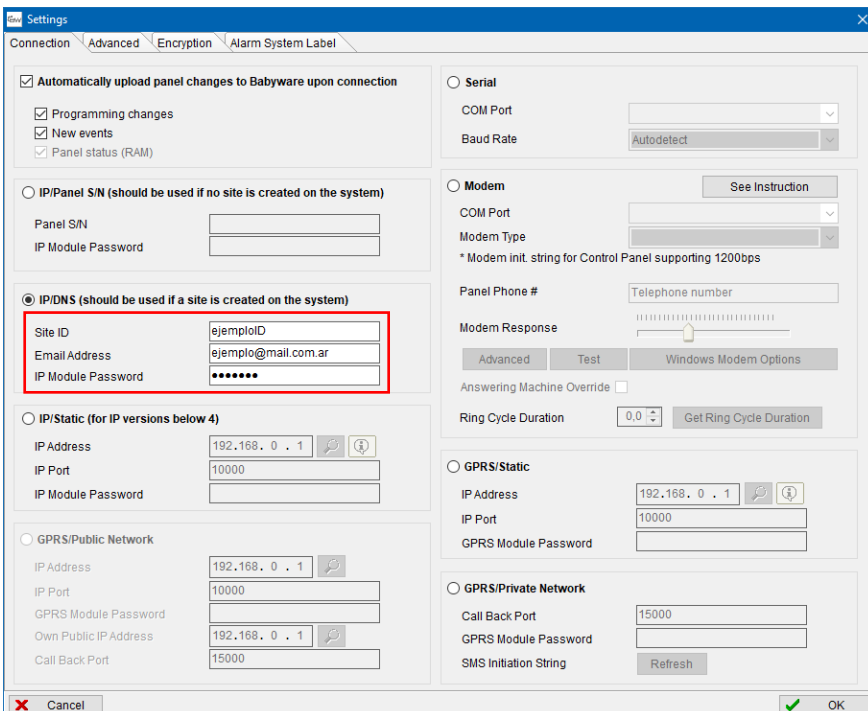 Settings
Connection Advanced Encryption Alarm System Label
Automatically upload panel changes to Babyware upon connection
Programming changes
New events
Panel status (RAM)
IP/Panel S/N (should be used if no site is created on the system)
Panel S/N
IP Module Password
IP/DNS (should be used if a site is created on the system)
Site ID ejemploID
Email Address ejemplo@mail.com.ar
IP Module Password •••••••
IP/Static (for IP versions below 4)
IP Address 192.168. 0 . 1
IP Port 10000
IP Module Password
GPRS/Public Network
IP Address 192.168. 0 . 1
IP Port 10000
GPRS Module Password
Own Public IP Address 192.168. 0 . 1
Call Back Port 15000
Serial
COM Port
Baud Rate Autodetect
Modem See Instruction
COM Port
Modem Type
* Modem init. string for Control Panel supporting 1200bps
Panel Phone # Telephone number
Modem Response
Advanced Test Windows Modem Options
Answering Machine Override
Ring Cycle Duration 0,0 Get Ring Cycle Duration
GPRS/Static
IP Address 192.168. 0 . 1
IP Port 10000
GPRS Module Password
GPRS/Private Network
Call Back Port 15000
GPRS Module Password
SMS Initiation String Refresh
Cancel OK